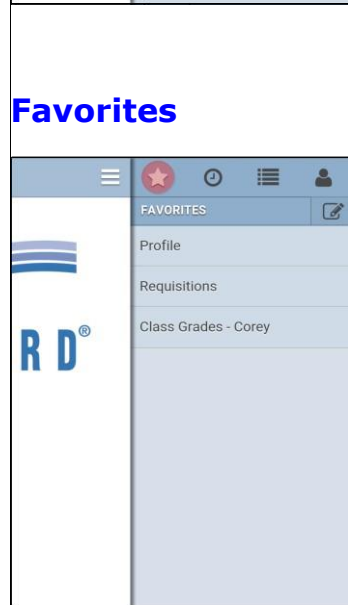 Favorites
FAVORITES
Profile
Requisitions
Class Grades - Corey
R D®